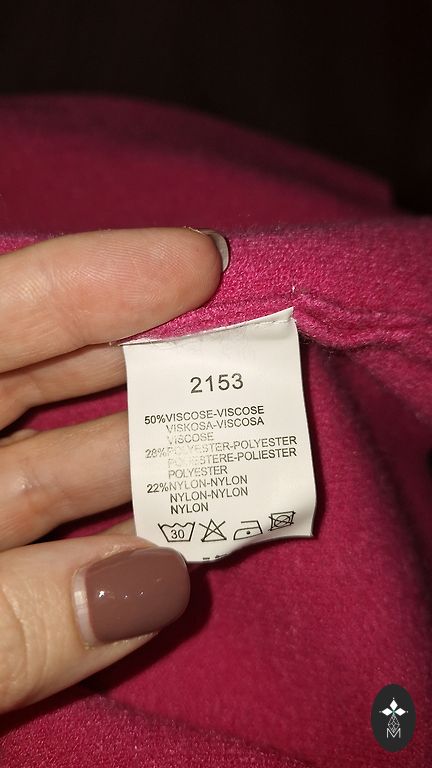 2153
50%VISCOSE-VISCOSE
VISKOSA-VISCOSA
VISCOSE
28%POLYESTER-POLYESTER
POLIESTERE-POLIESTER
POLYESTER
22%NYLON-NYLON
NYLON-NYLON
NYLON
30
M